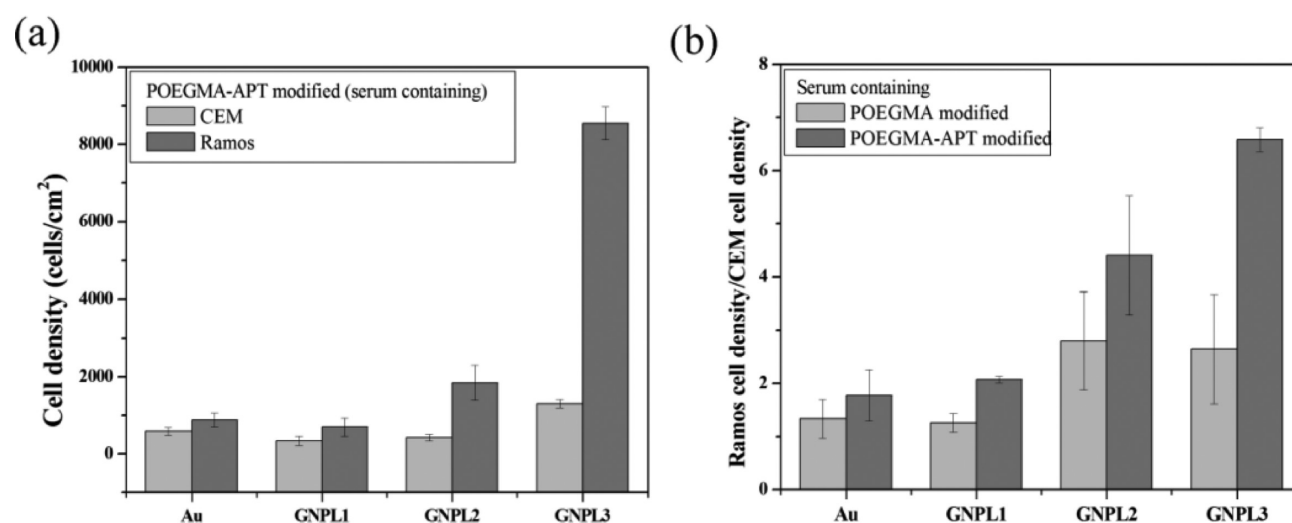 (a)
Cell density (cells/cm²)
10000
8000
6000
4000
2000
0
POEGMA-APT modified (serum containing)
CEM
Ramos
Au GNPL1 GNPL2 GNPL3
(b)
Ramos cell density/CEM cell density
8
6
4
2
0
Serum containing
POEGMA modified
POEGMA-APT modified
Au GNPL1 GNPL2 GNPL3